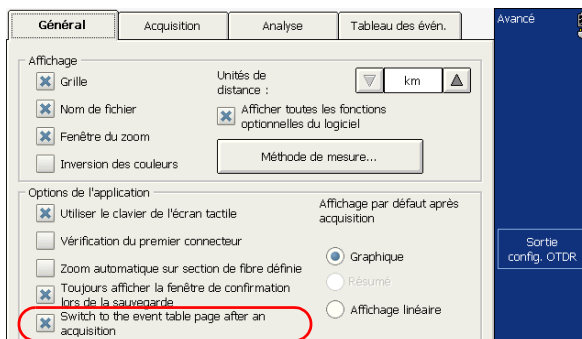 Général
Acquisition
Analyse
Tableau des évén.
Avancé
Affichage
Grille
Nom de fichier
Fenêtre du zoom
Inversion des couleurs
Unités de
distance :
km
Afficher toutes les fonctions
optionnelles du logiciel
Méthode de mesure...
Options de l'application
Utiliser le clavier de l'écran tactile
Vérification du premier connecteur
Zoom automatique sur section de fibre définie
Toujours afficher la fenêtre de confirmation
lors de la sauvegarde
Switch to the event table page after an
acquisition
Affichage par défaut après
acquisition
Graphique
Résumé
Affichage linéaire
Sortie
config. OTDR